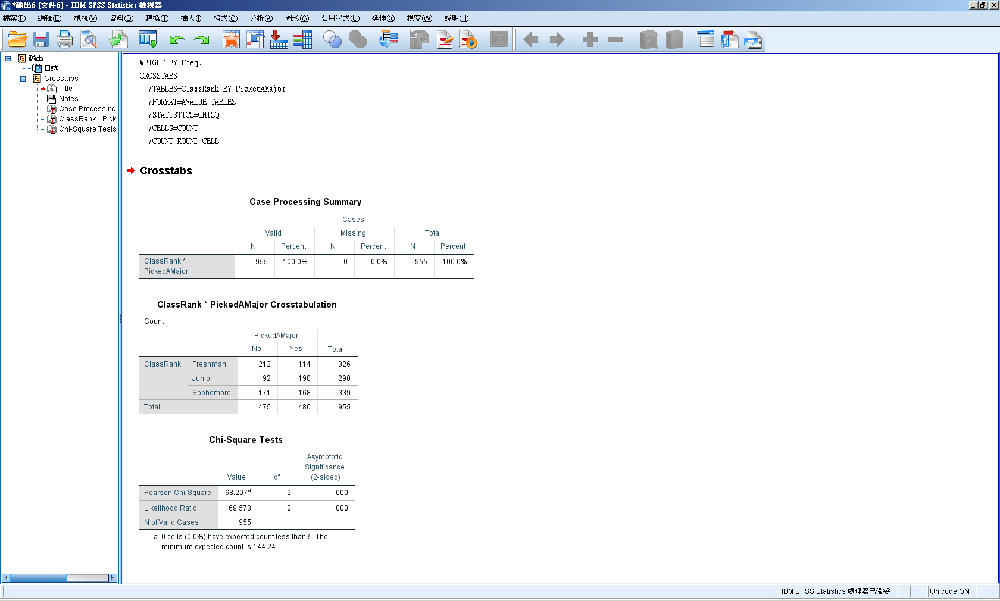 *輸出6 [文件6] - IBM SPSS Statistics 檢視器
檔案(F) 編輯(E) 檢視(V) 資料(D) 轉換(T) 插入(I) 格式(O) 分析(A) 圖形(G) 公用程式(U) 延伸(X) 視窗(W) 說明(H)
輸出
日誌
Crosstabs
Title
Notes
Case Processing
ClassRank * Pick
Chi-Square Tests
WEIGHT BY Freq.
CROSSTABS
/TABLES=ClassRank BY PickedAMajor
/FORMAT=AVALUE TABLES
/STATISTICS=CHISQ
/CELLS=COUNT
/COUNT ROUND CELL.
Crosstabs
Case Processing Summary
Cases
Valid Missing Total
N Percent N Percent N Percent
ClassRank * PickedAMajor 955 100.0% 0 0.0% 955 100.0%
ClassRank * PickedAMajor Crosstabulation
Count
PickedAMajor
No Yes Total
ClassRank Freshman 212 114 326
Junior 92 198 290
Sophomore 171 168 339
Total 475 480 955
Chi-Square Tests
Value df Asymptotic Significance (2-sided)
Pearson Chi-Square 68.207a 2 .000
Likelihood Ratio 69.578 2 .000
N of Valid Cases 955
a. 0 cells (0.0%) have expected count less than 5. The
minimum expected count is 144.24.
IBM SPSS Statistics 處理器已備妥 Unicode:ON